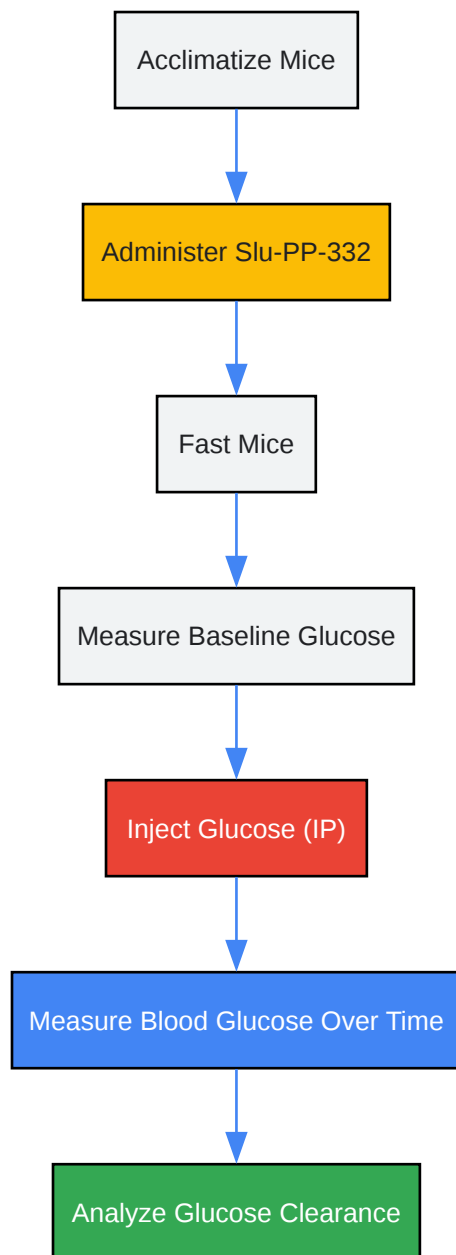 Acclimatize Mice
Administer Slu-PP-332
Fast Mice
Measure Baseline Glucose
Inject Glucose (IP)
Measure Blood Glucose Over Time
Analyze Glucose Clearance